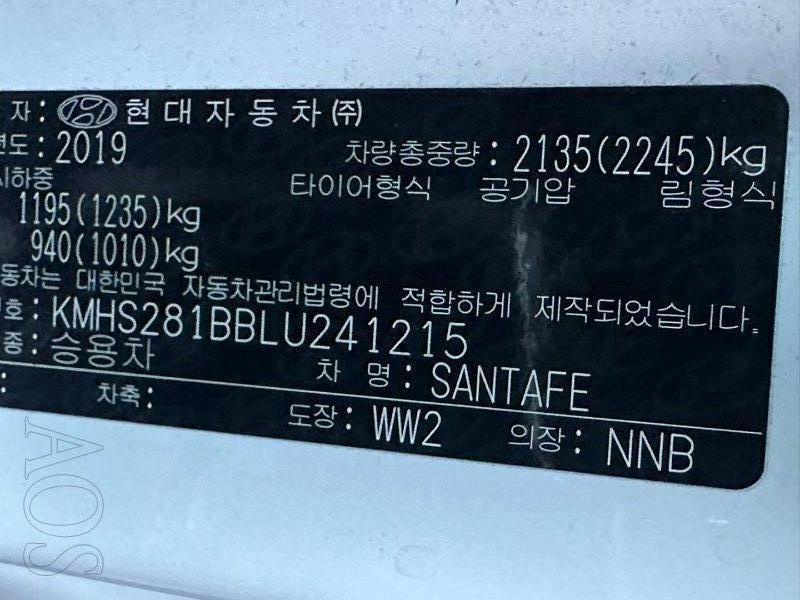 자: 현대자동차(주)
년도: 2019
차량총중량: 2135(2245)kg
시하중
타이어형식 공기압 림형식
1195(1235)kg
940(1010)kg
동차는 대한민국 자동차관리법령에 적합하게 제작되었습니다.
호: KMHS281BBLU241215
종: 승용차
차 명: SANTAFE
: 차축:
도장: WW2 의장: NNB
AOS